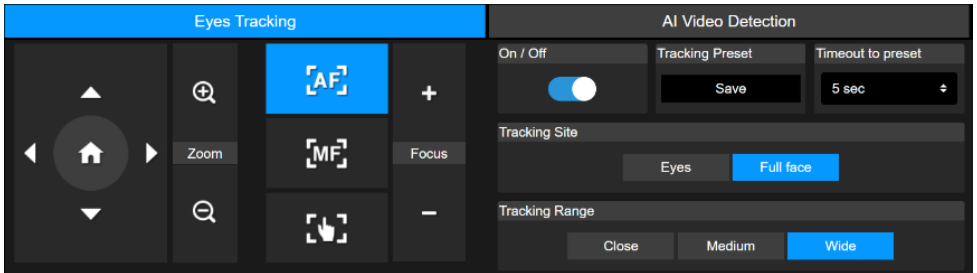 Eyes Tracking
AI Video Detection
AF
MF
Zoom
+
Focus
−
On / Off
Tracking Preset
Save
Timeout to preset
5 sec
Tracking Site
Eyes
Full face
Tracking Range
Close
Medium
Wide